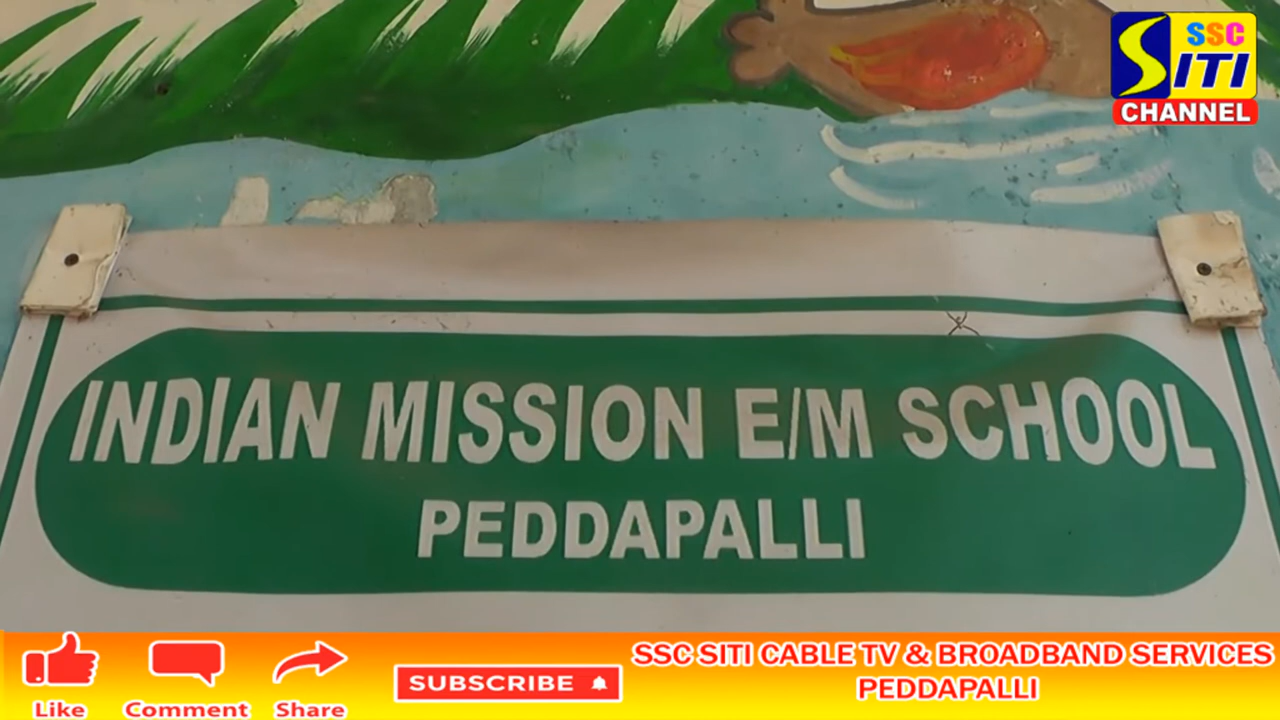 SSC
SITI
CHANNEL
INDIAN MISSION E/M SCHOOL
PEDDAPALLI
SSC SITI CABLE TV & BROADBAND SERVICES
PEDDAPALLI
SUBSCRIBE
Like
Comment
Share